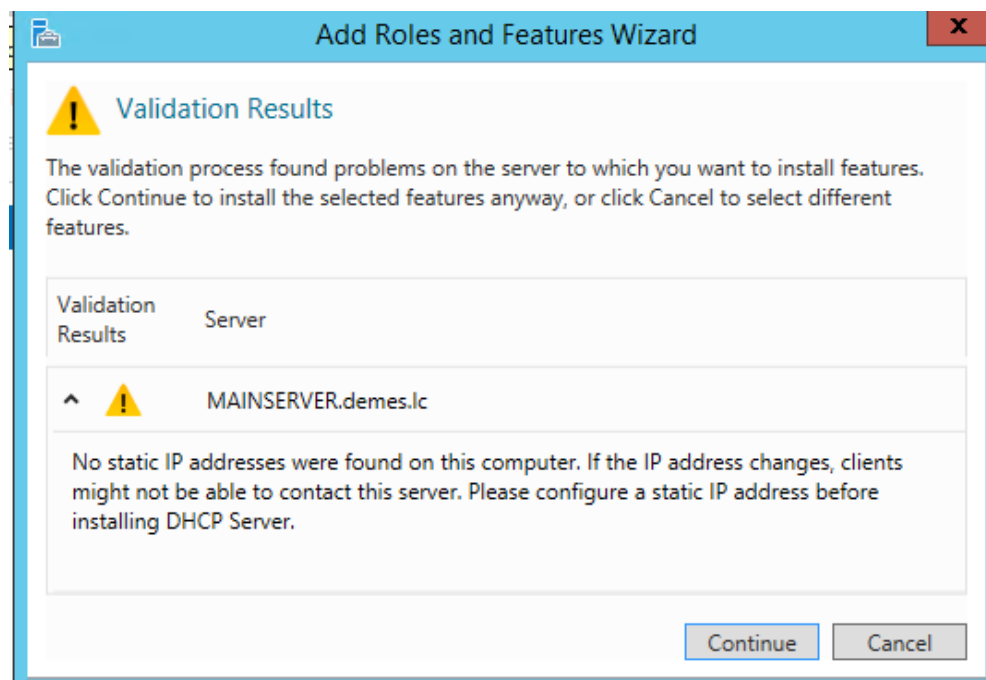 Add Roles and Features Wizard
x
Validation Results
The validation process found problems on the server to which you want to install features.
Click Continue to install the selected features anyway, or click Cancel to select different
features.
Validation
Results
Server
MAINSERVER.demes.lc
No static IP addresses were found on this computer. If the IP address changes, clients
might not be able to contact this server. Please configure a static IP address before
installing DHCP Server.
Continue
Cancel